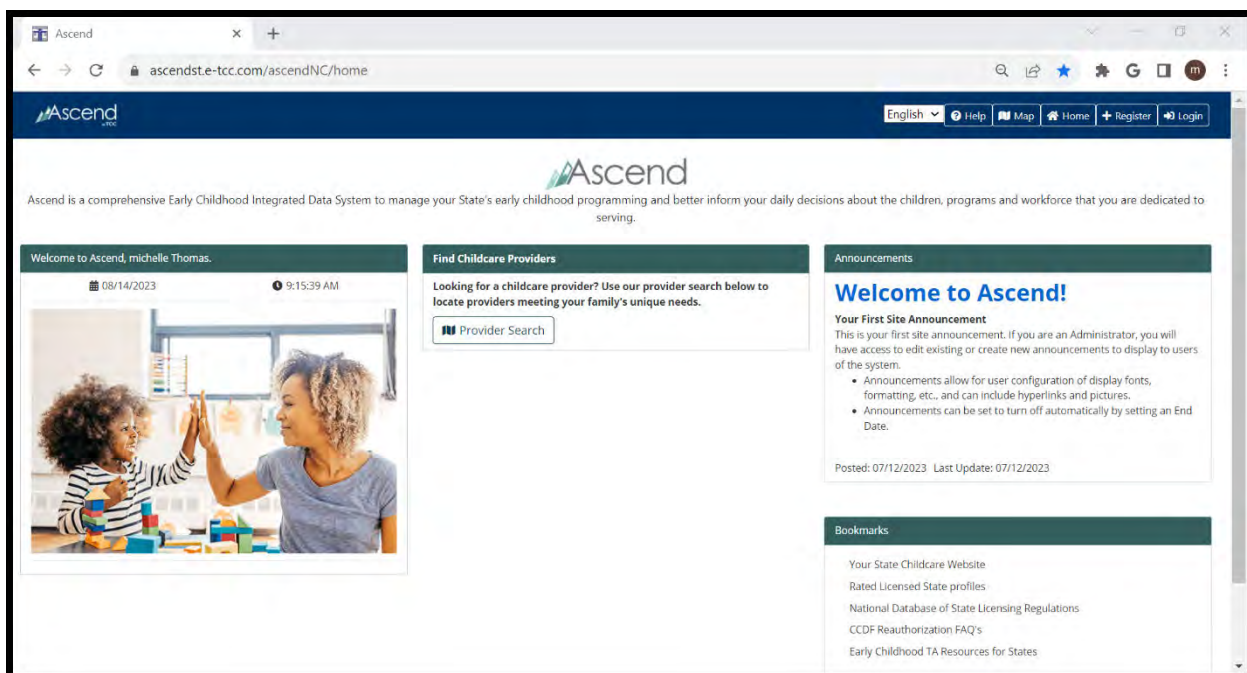 Ascend
ascendst.e-tcc.com/ascendNC/home
G
m
Ascend
TCC
English
Help
Map
Home
Register
Login
Ascend
Ascend is a comprehensive Early Childhood Integrated Data System to manage your State's early childhood programming and better inform your daily decisions about the children, programs and workforce that you are dedicated to
serving.
Welcome to Ascend, michelle Thomas.
08/14/2023
9:15:39 AM
Find Childcare Providers
Looking for a childcare provider? Use our provider search below to
locate providers meeting your family's unique needs.
Provider Search
Announcements
Welcome to Ascend!
Your First Site Announcement
This is your first site announcement. If you are an Administrator, you will
have access to edit existing or create new announcements to display to users
of the system.
• Announcements allow for user configuration of display fonts,
formatting, etc., and can include hyperlinks and pictures.
• Announcements can be set to turn off automatically by setting an End
Date.
Posted: 07/12/2023 Last Update: 07/12/2023
Bookmarks
Your State Childcare Website
Rated Licensed State profiles
National Database of State Licensing Regulations
CCDF Reauthorization FAQ's
Early Childhood TA Resources for States